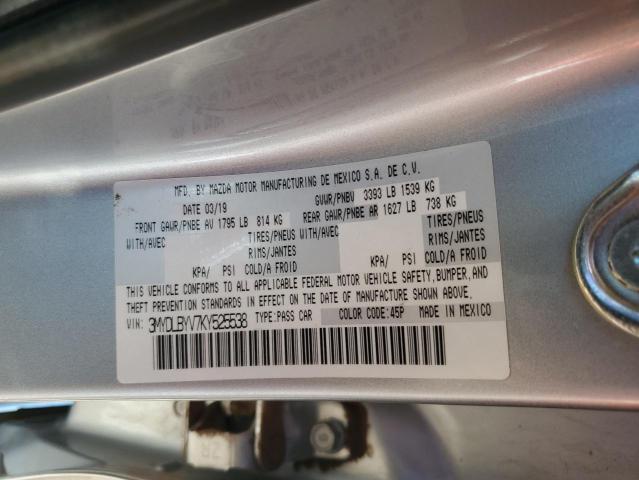 MFD. BY MAZDA MOTOR MANUFACTURING DE MEXICO S.A. DE C.V.
DATE 03/19 GVWR/PNBV 3393 LB 1539 KG
FRONT GAWR/PNBE AV 1795 LB 814 KG REAR GAWR/PNBE AR 1627 LB 738 KG
WITH/AVEC TIRES/PNEUS WITH/AVEC TIRES/PNEUS
RIMS/JANTES RIMS/JANTES
KPA/ PSI COLD/A FROID KPA/ PSI COLD/A FROID
THIS VEHICLE CONFORMS TO ALL APPLICABLE FEDERAL MOTOR VEHICLE SAFETY, BUMPER, AND
THEFT PREVENTION STANDARDS IN EFFECT ON THE DATE OF MANUFACTURE SHOWN ABOVE.
VIN: 3MYDLBYV7KY525538 TYPE: PASS CAR COLOR CODE: 45P MADE IN MEXICO